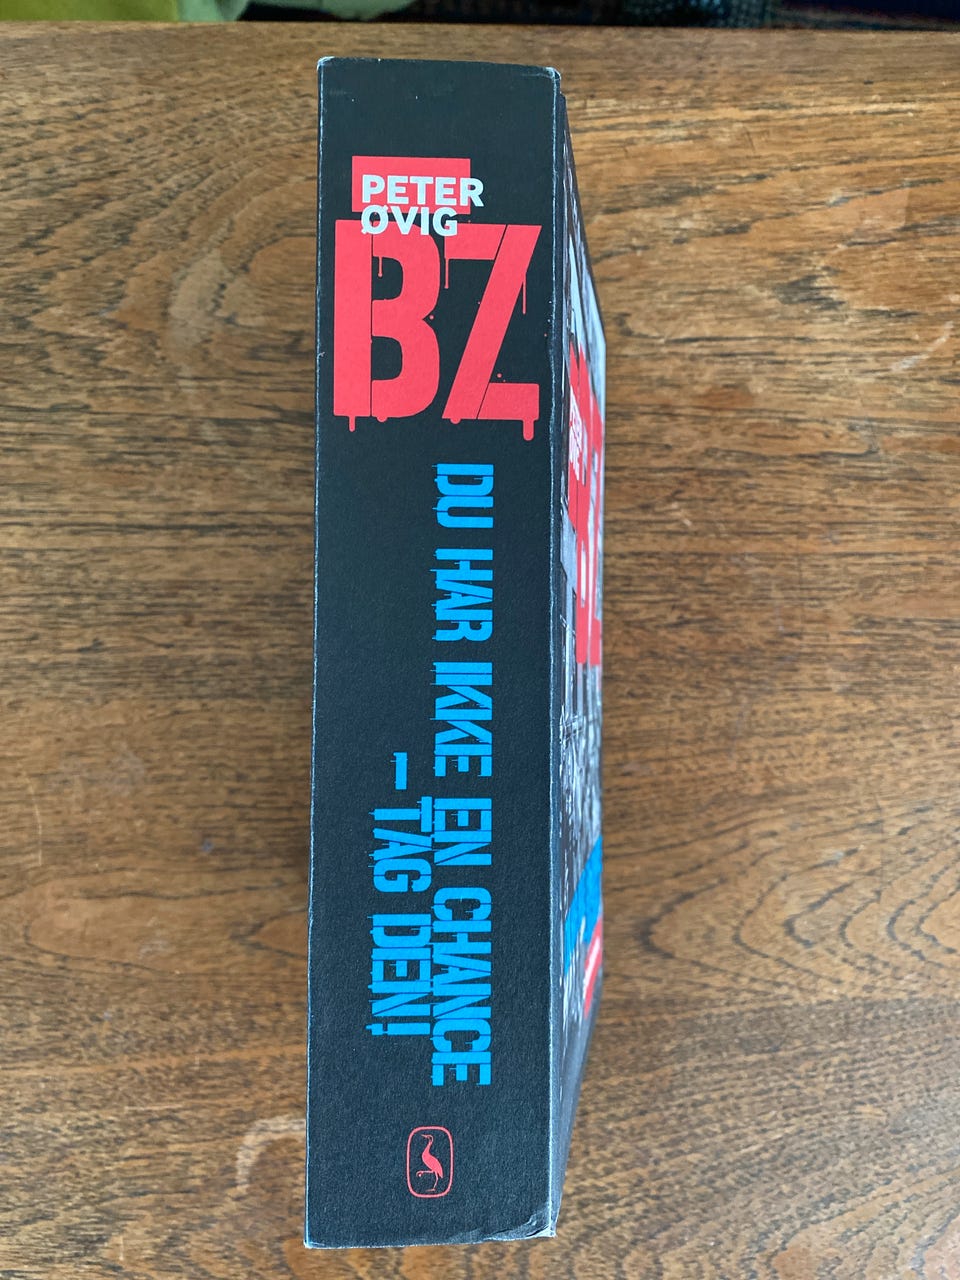 PETER
ØVIG
BZ
DU HAR IKKE EN CHANCE
– TAG DEN!